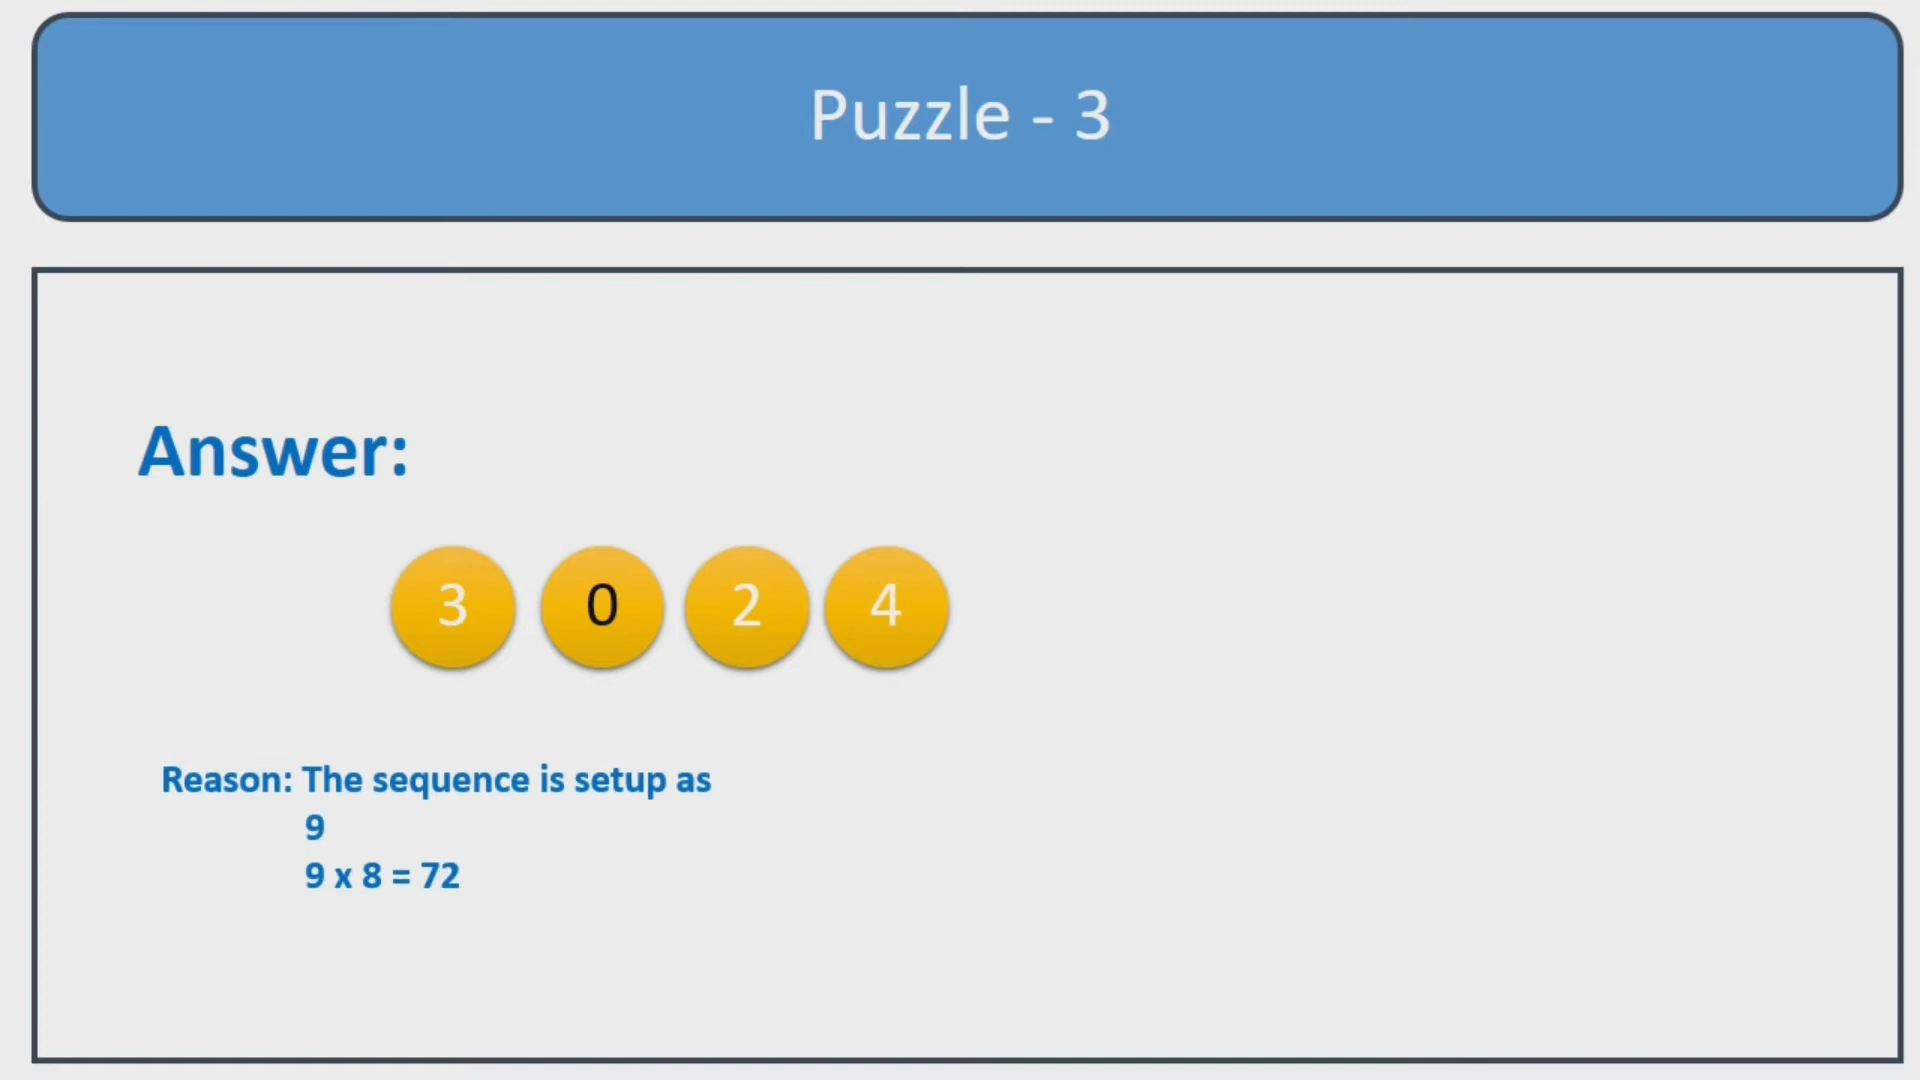 Puzzle - 3
Answer:
3 0 2 4
Reason: The sequence is setup as
9
9 x 8 = 72